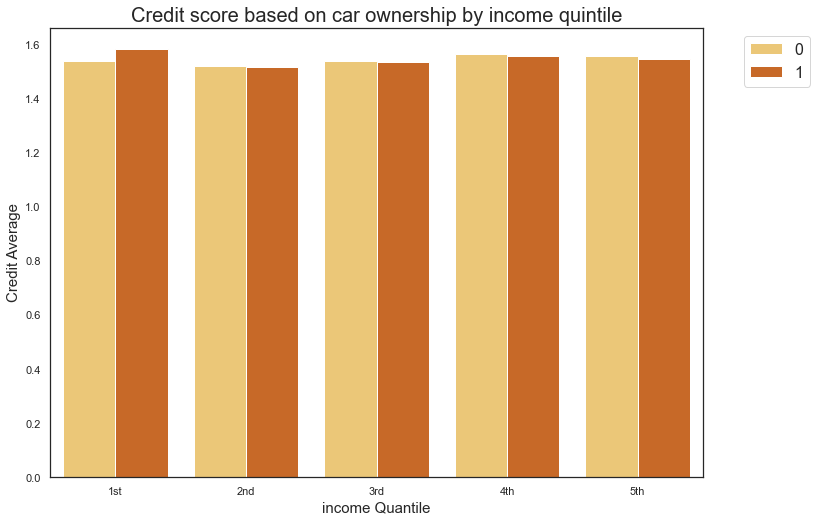 Credit score based on car ownership by income quintile
0
1
1.6
1.4
1.2
1.0
0.8
0.6
0.4
0.2
0.0
Credit Average
1st 2nd 3rd 4th 5th
income Quantile